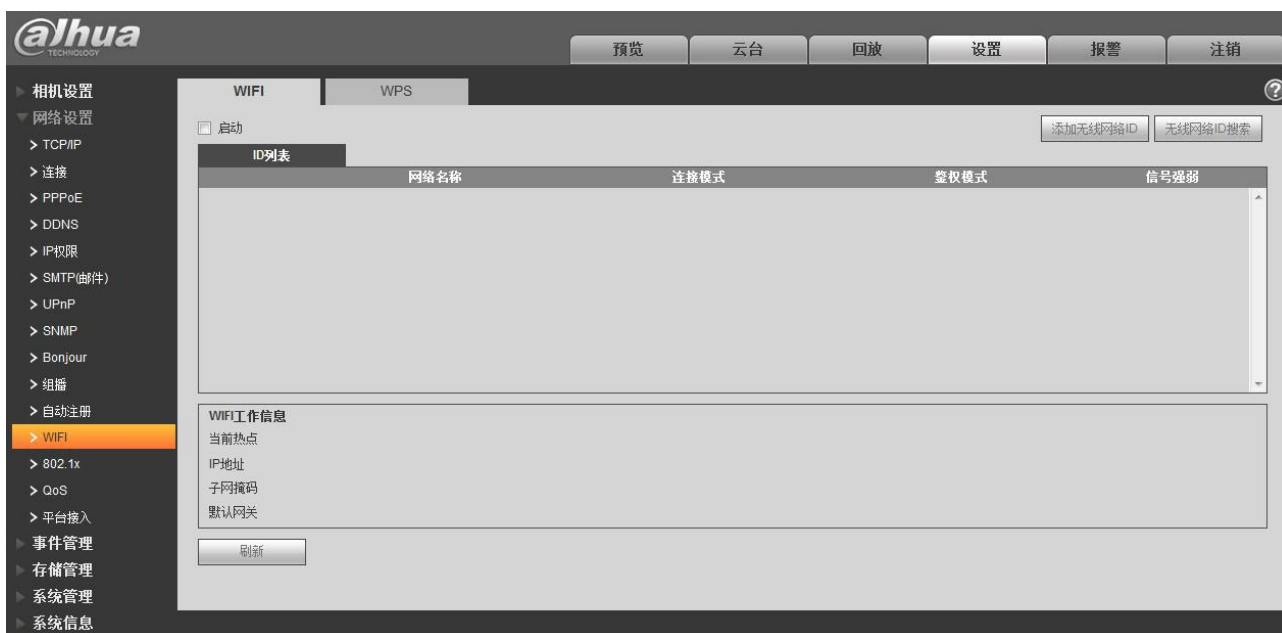 alhua
TECHNOLOGY
预览 云台 回放 设置 报警 注销
相机设置
网络设置
> TCP/IP
> 连接
> PPPoE
> DDNS
> IP权限
> SMTP(邮件)
> UPnP
> SNMP
> Bonjour
> 组播
> 自动注册
> WIFI
> 802.1x
> QoS
> 平台接入
事件管理
存储管理
系统管理
系统信息
WIFI WPS ?
启动 添加无线网络ID 无线网络ID搜索
ID列表
网络名称 连接模式 鉴权模式 信号强弱
WIFI工作信息
当前热点
IP地址
子网掩码
默认网关
刷新